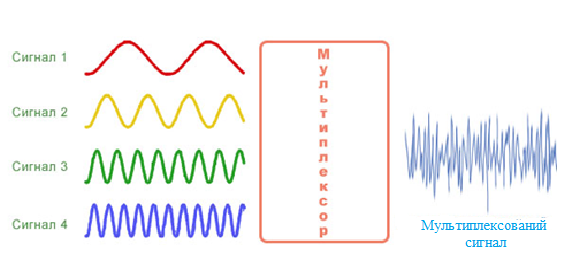 Сигнал 1
Сигнал 2
Сигнал 3
Сигнал 4
Мультиплексор
Мультиплексований
сигнал